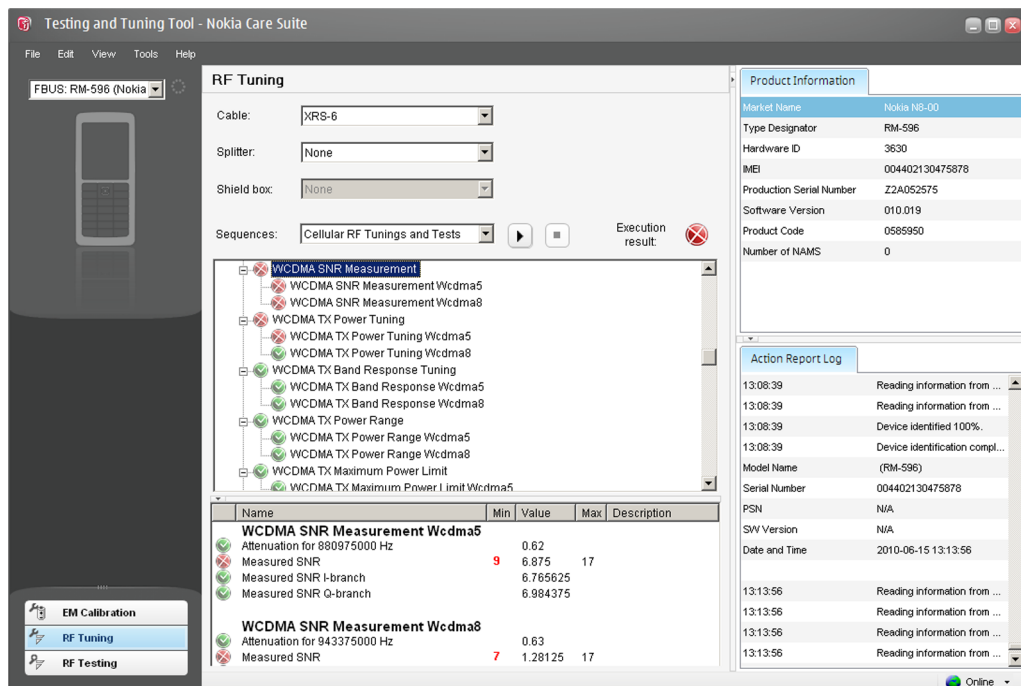 Testing and Tuning Tool - Nokia Care Suite
File Edit View Tools Help
FBUS: RM-596 (Nokia
RF Tuning
Cable: XRS-6
Splitter: None
Shield box: None
Sequences: Cellular RF Tunings and Tests
Execution result:
WCDMA SNR Measurement
WCDMA SNR Measurement Wcdma5
WCDMA SNR Measurement Wcdma8
WCDMA TX Power Tuning
WCDMA TX Power Tuning Wcdma5
WCDMA TX Power Tuning Wcdma8
WCDMA TX Band Response Tuning
WCDMA TX Band Response Wcdma5
WCDMA TX Band Response Wcdma8
WCDMA TX Power Range
WCDMA TX Power Range Wcdma5
WCDMA TX Power Range Wcdma8
WCDMA TX Maximum Power Limit
WCDMA TX Maximum Power Limit Wcdma5
Name Min Value Max Description
WCDMA SNR Measurement Wcdma5
Attenuation for 880975000 Hz 0.62
Measured SNR 9 6.875 17
Measured SNR I-branch 6.765625
Measured SNR Q-branch 6.984375
WCDMA SNR Measurement Wcdma8
Attenuation for 943375000 Hz 0.63
Measured SNR 7 1.28125 17
EM Calibration
RF Tuning
RF Testing
Product Information
Market Name Nokia N8-00
Type Designator RM-596
Hardware ID 3630
IMEI 004402130475878
Production Serial Number Z2A052575
Software Version 010.019
Product Code 0585950
Number of NAMS 0
Action Report Log
13:08:39 Reading information from ...
13:08:39 Reading information from ...
13:08:39 Device identified 100%.
13:08:39 Device identification compl...
Model Name (RM-596)
Serial Number 004402130475878
PSN N/A
SW Version N/A
Date and Time 2010-06-15 13:13:56
13:13:56 Reading information from ...
13:13:56 Reading information from ...
13:13:56 Reading information from ...
13:13:56 Reading information from ...
Online